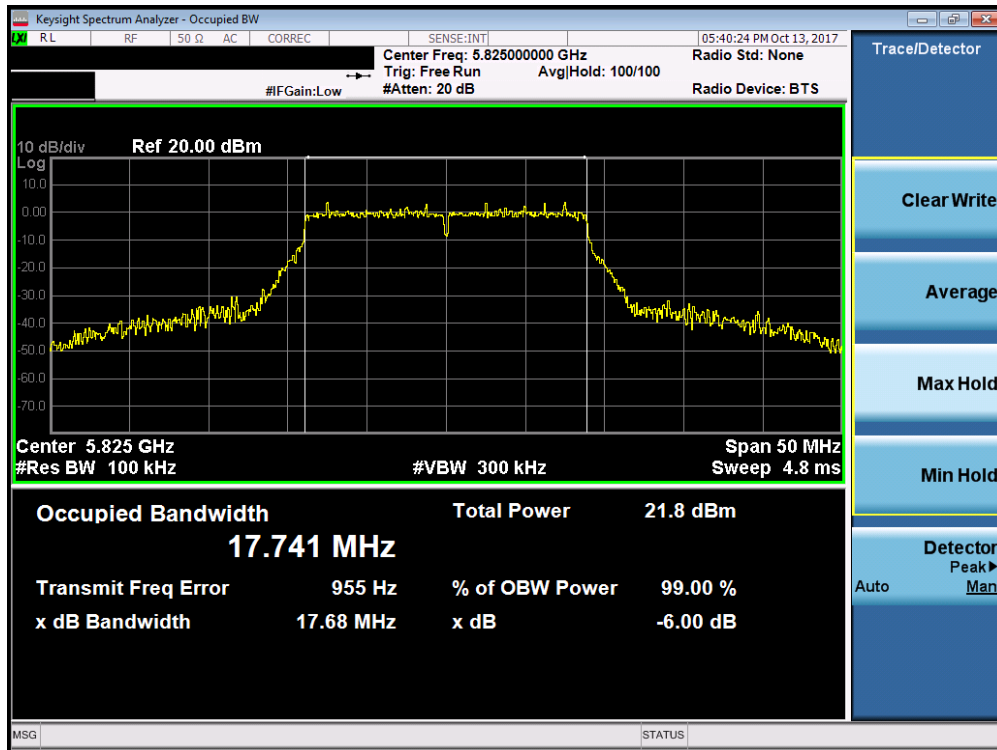 Keysight Spectrum Analyzer - Occupied BW
LXI RL RF 50 Ω AC CORREC SENSE:INT 05:40:24 PM Oct 13, 2017
Center Freq: 5.825000000 GHz Radio Std: None
Trig: Free Run Avg|Hold: 100/100
#IFGain:Low #Atten: 20 dB Radio Device: BTS
Trace/Detector
10 dB/div Ref 20.00 dBm
Log
10.0
0.00
-10.0
-20.0
-30.0
-40.0
-50.0
-60.0
-70.0
Center 5.825 GHz Span 50 MHz
#Res BW 100 kHz #VBW 300 kHz Sweep 4.8 ms
Occupied Bandwidth Total Power 21.8 dBm
17.741 MHz
Transmit Freq Error 955 Hz % of OBW Power 99.00 %
x dB Bandwidth 17.68 MHz x dB -6.00 dB
Clear Write
Average
Max Hold
Min Hold
Detector
Peak▶
Auto Man
MSG STATUS